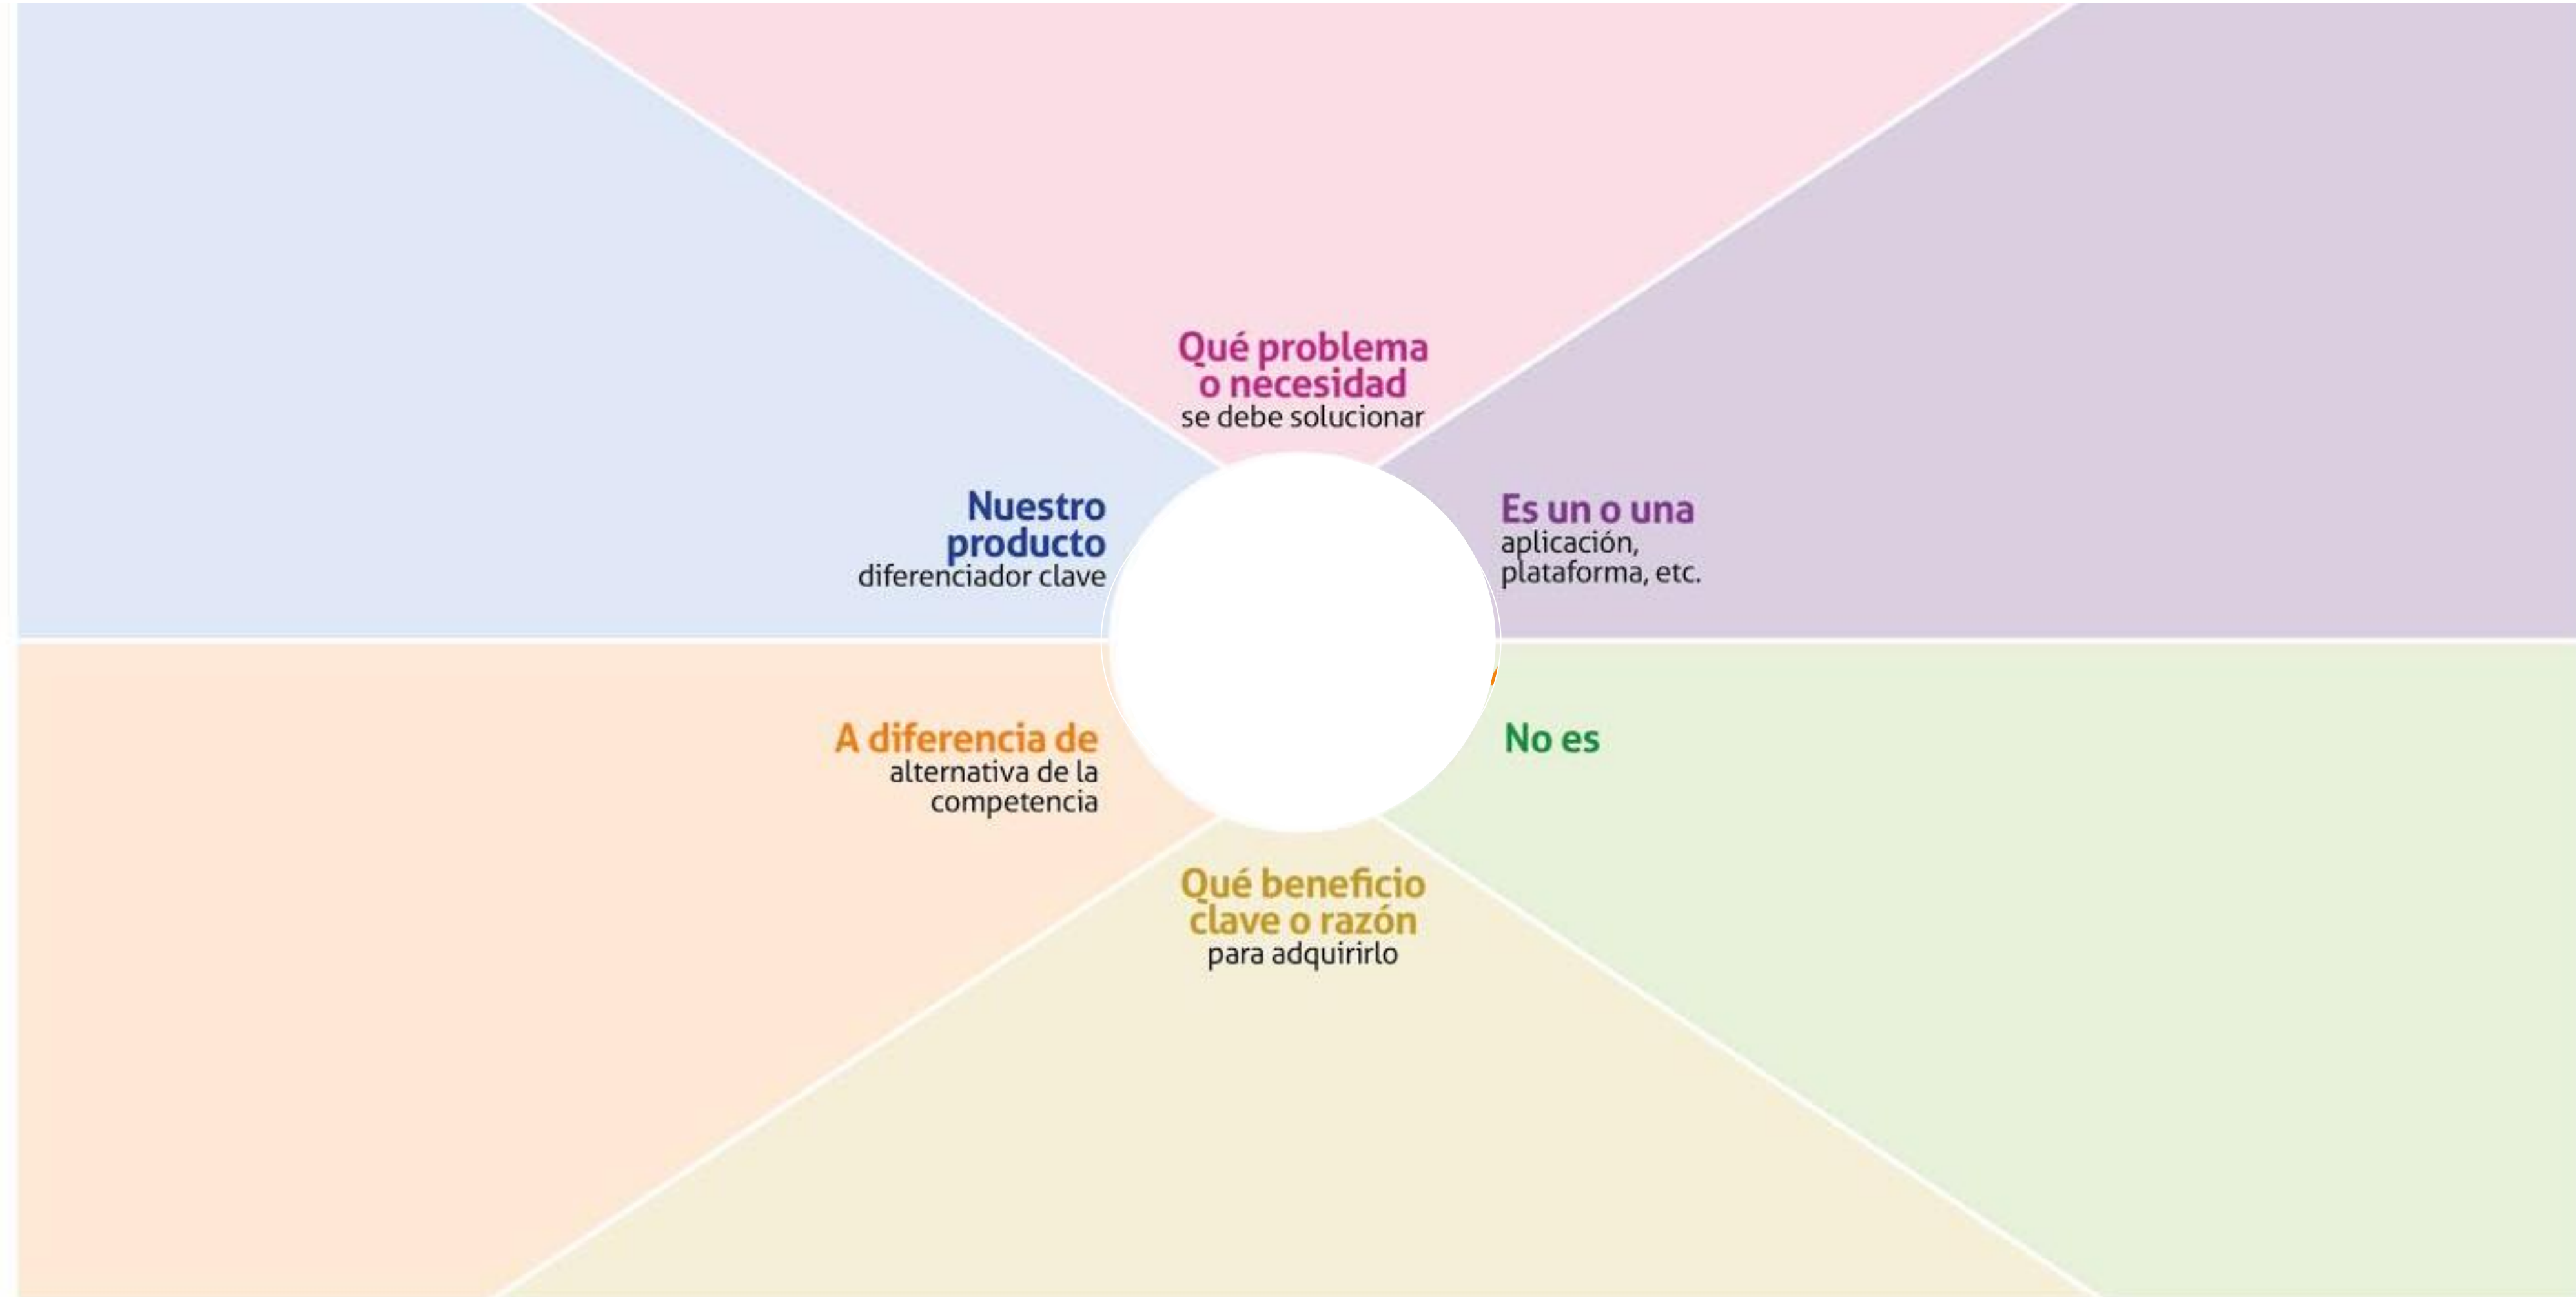 Qué problema
o necesidad
se debe solucionar
Nuestro
producto
diferenciador clave
Es un o una
aplicación,
plataforma, etc.
A diferencia de
alternativa de la
competencia
No es
Qué beneficio
clave o razón
para adquirirlo